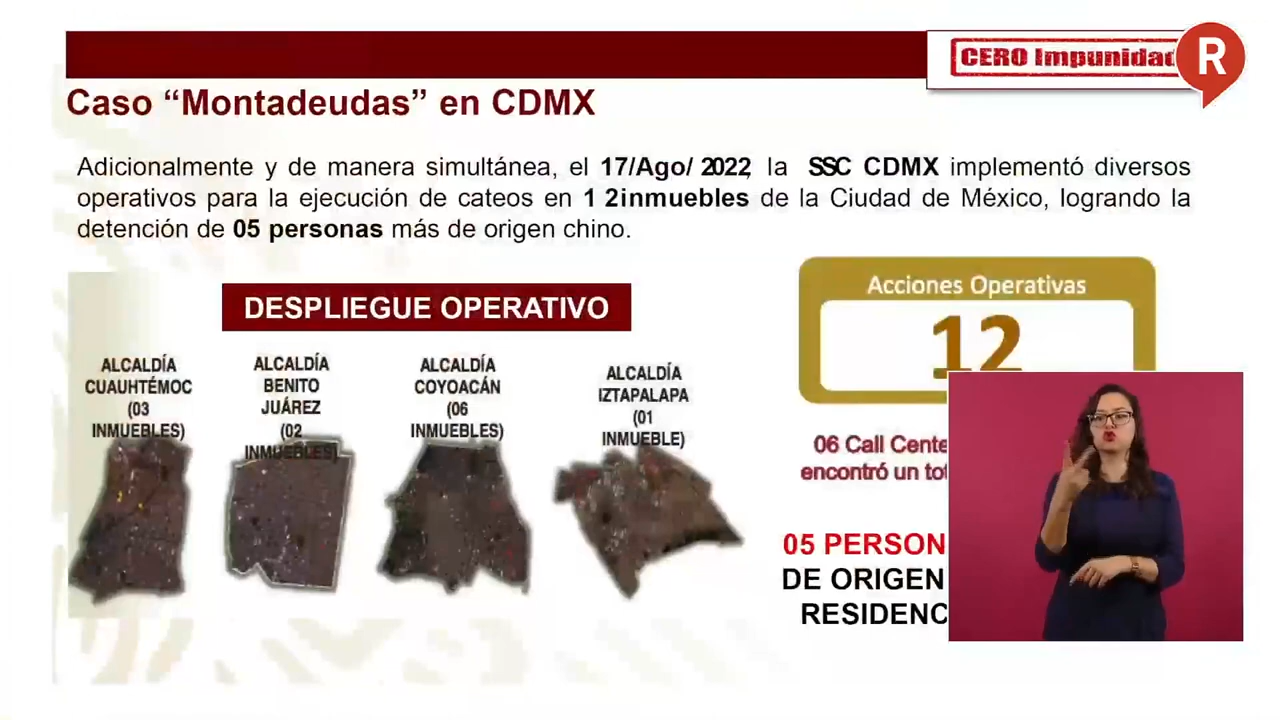 CERO Impunidad
R
Caso “Montadeudas” en CDMX
Adicionalmente y de manera simultánea, el 17/Ago/ 2022, la SSC CDMX implementó diversos
operativos para la ejecución de cateos en 1 2inmuebles de la Ciudad de México, logrando la
detención de 05 personas más de origen chino.
DESPLIEGUE OPERATIVO
ALCALDÍA
CUAUHTÉMOC
(03
INMUEBLES)
ALCALDÍA
BENITO
JUÁREZ
(02
INMUEBLES)
ALCALDÍA
COYOACÁN
(06
INMUEBLES)
ALCALDÍA
IZTAPALAPA
(01
INMUEBLE)
Acciones Operativas
12
06 Call Cente
encontró un tot
05 PERSON
DE ORIGEN
RESIDENC